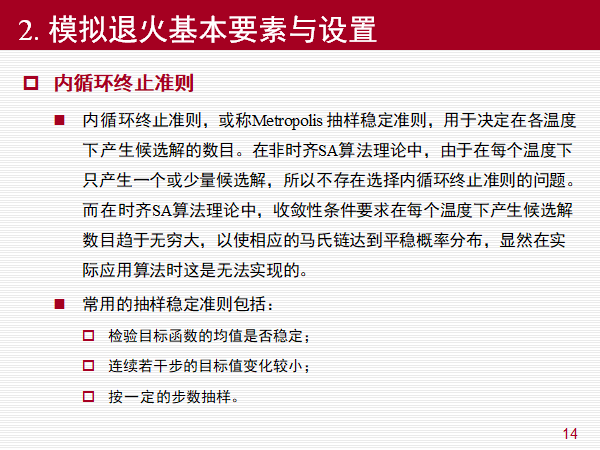 2. 模拟退火基本要素与设置
内循环终止准则
内循环终止准则，或称Metropolis 抽样稳定准则，用于决定在各温度
下产生候选解的数目。在非时齐SA算法理论中，由于在每个温度下
只产生一个或少量候选解，所以不存在选择内循环终止准则的问题。
而在时齐SA算法理论中，收敛性条件要求在每个温度下产生候选解
数目趋于无穷大，以使相应的马氏链达到平稳概率分布，显然在实
际应用算法时这是无法实现的。
常用的抽样稳定准则包括：
检验目标函数的均值是否稳定；
连续若干步的目标值变化较小；
按一定的步数抽样。
14